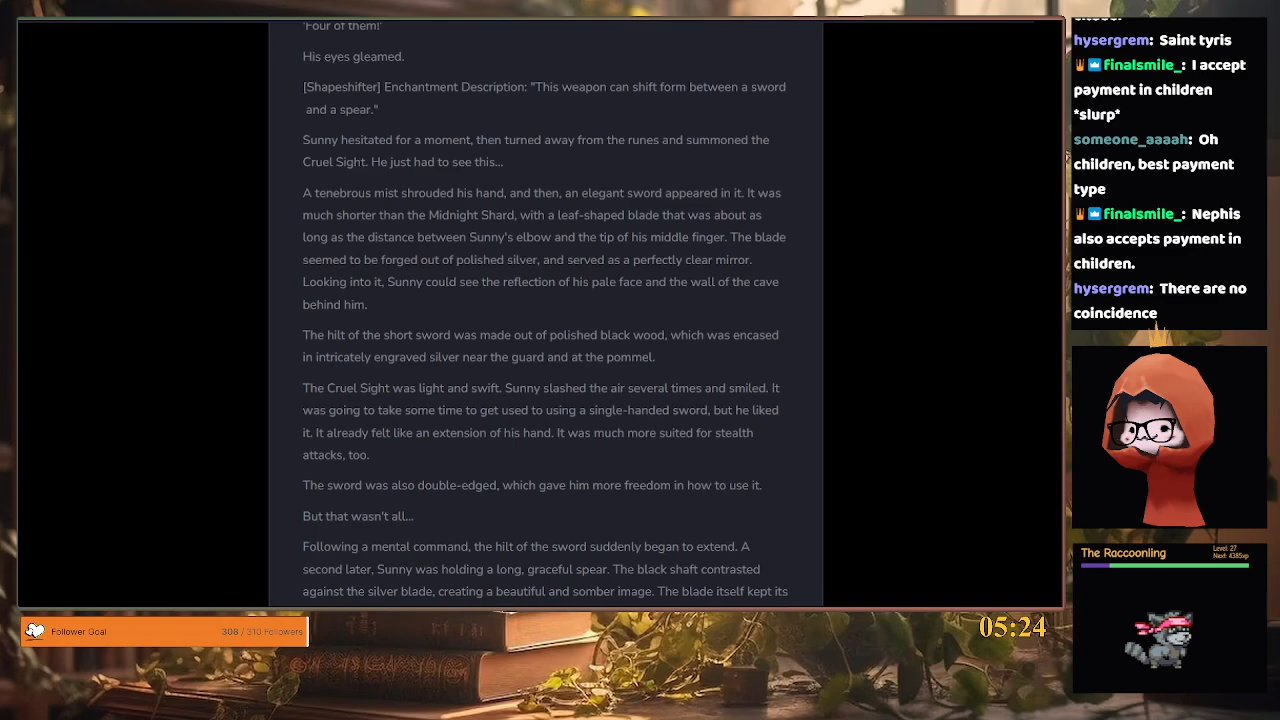 'Four of them!'
His eyes gleamed.
[Shapeshifter] Enchantment Description: "This weapon can shift form between a sword
and a spear."
Sunny hesitated for a moment, then turned away from the runes and summoned the
Cruel Sight. He just had to see this...
A tenebrous mist shrouded his hand, and then, an elegant sword appeared in it. It was
much shorter than the Midnight Shard, with a leaf-shaped blade that was about as
long as the distance between Sunny's elbow and the tip of his middle finger. The blade
seemed to be forged out of polished silver, and served as a perfectly clear mirror.
Looking into it, Sunny could see the reflection of his pale face and the wall of the cave
behind him.
The hilt of the short sword was made out of polished black wood, which was encased
in intricately engraved silver near the guard and at the pommel.
The Cruel Sight was light and swift. Sunny slashed the air several times and smiled. It
was going to take some time to get used to using a single-handed sword, but he liked
it. It already felt like an extension of his hand. It was much more suited for stealth
attacks, too.
The sword was also double-edged, which gave him more freedom in how to use it.
But that wasn't all...
Following a mental command, the hilt of the sword suddenly began to extend. A
second later, Sunny was holding a long, graceful spear. The black shaft contrasted
against the silver blade, creating a beautiful and somber image. The blade itself kept its
hysergrem: Saint tyris
finalsmile_: I accept
payment in children
*slurp*
someone_aaaah: Oh
children, best payment
type
finalsmile_: Nephis
also accepts payment in
children.
hysergrem: There are no
coincidence
The Raccoonling
Level: 27
Next: 4385xp
Follower Goal
308 / 310 Followers
05:24